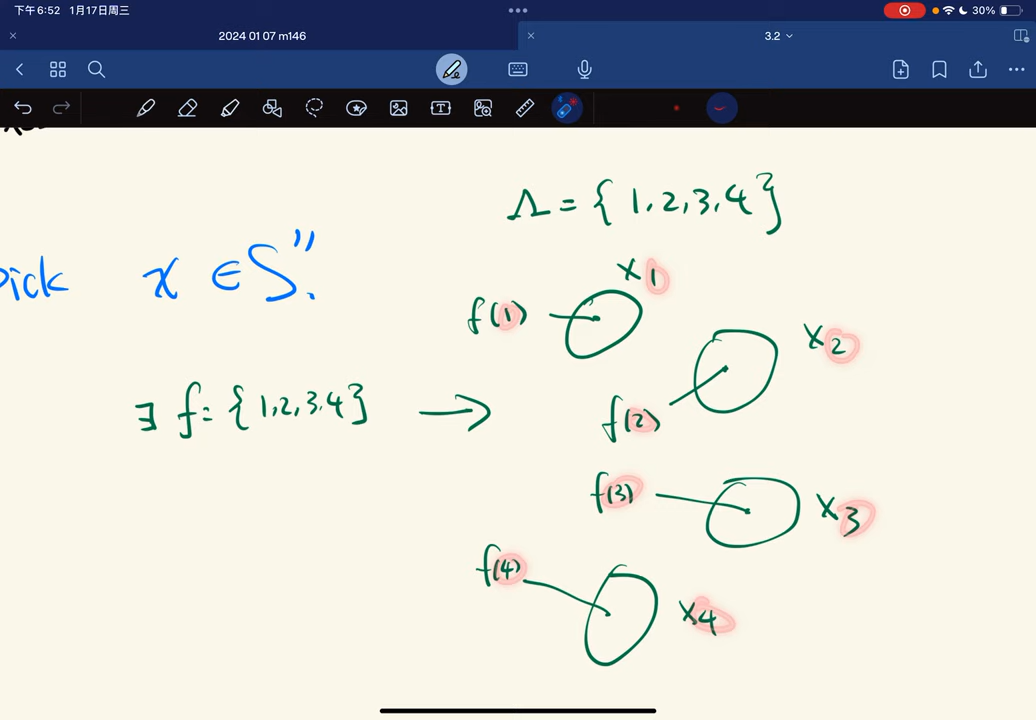 下午6:52 1月17日周三
30%
2024 01 07 m146
3.2
Λ = { 1,2,3,4 }
pick x ∈ S."
X1
f(1)
X2
∃ f: {1,2,3,4} →
f(2)
f(3)
X3
f(4)
X4